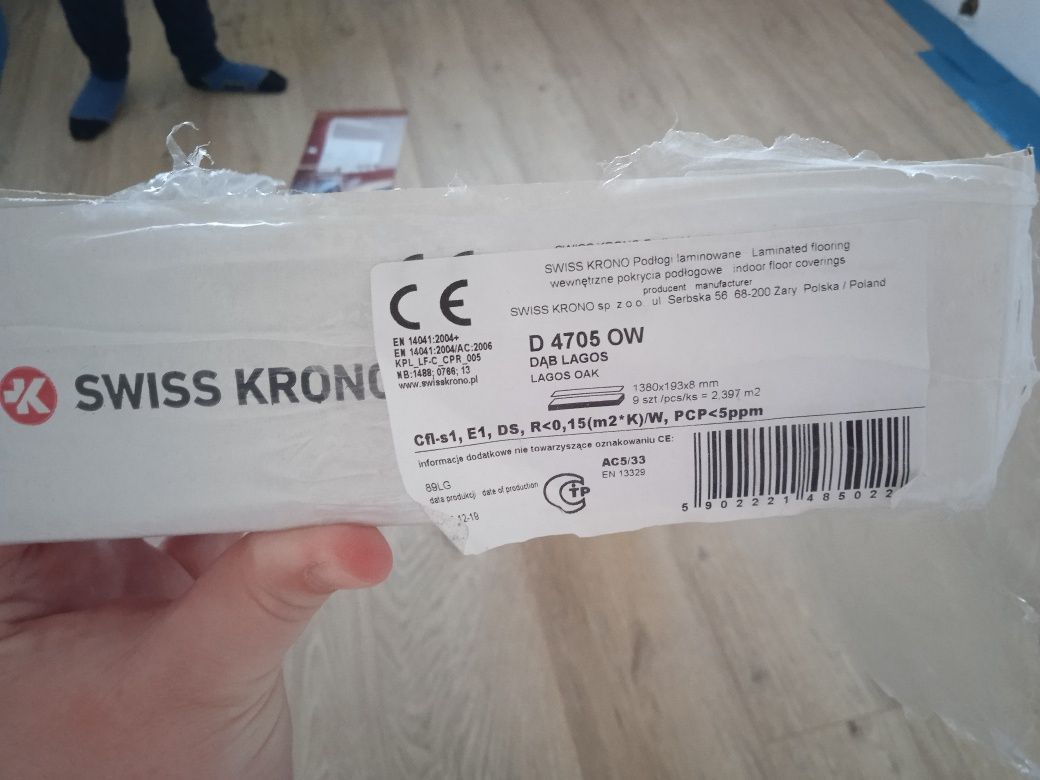 SWISS KRONO Podłogi laminowane Laminated flooring
wewnętrzne pokrycia podłogowe indoor floor coverings
producent manufacturer
SWISS KRONO sp. z o.o. ul Serbska 56 68-200 Żary Polska / Poland
CE
EN 14041:2004+
EN 14041:2004/AC:2006
KPL_LF-C_CPR_005
NB:1488; 0766; 13
www.swisskrono.pl
D 4705 OW
DĄB LAGOS
LAGOS OAK
1380x193x8 mm
9 szt./pcs/ks = 2,397 m2
SWISS KRONO
Cfl-s1, E1, DS, R<0,15(m2*K)/W, PCP<5ppm
informacje dodatkowe nie towarzyszące oznakowaniu CE:
AC5/33
EN 13329
89LG
data produkcji date of production
12-18
5 902221 485022